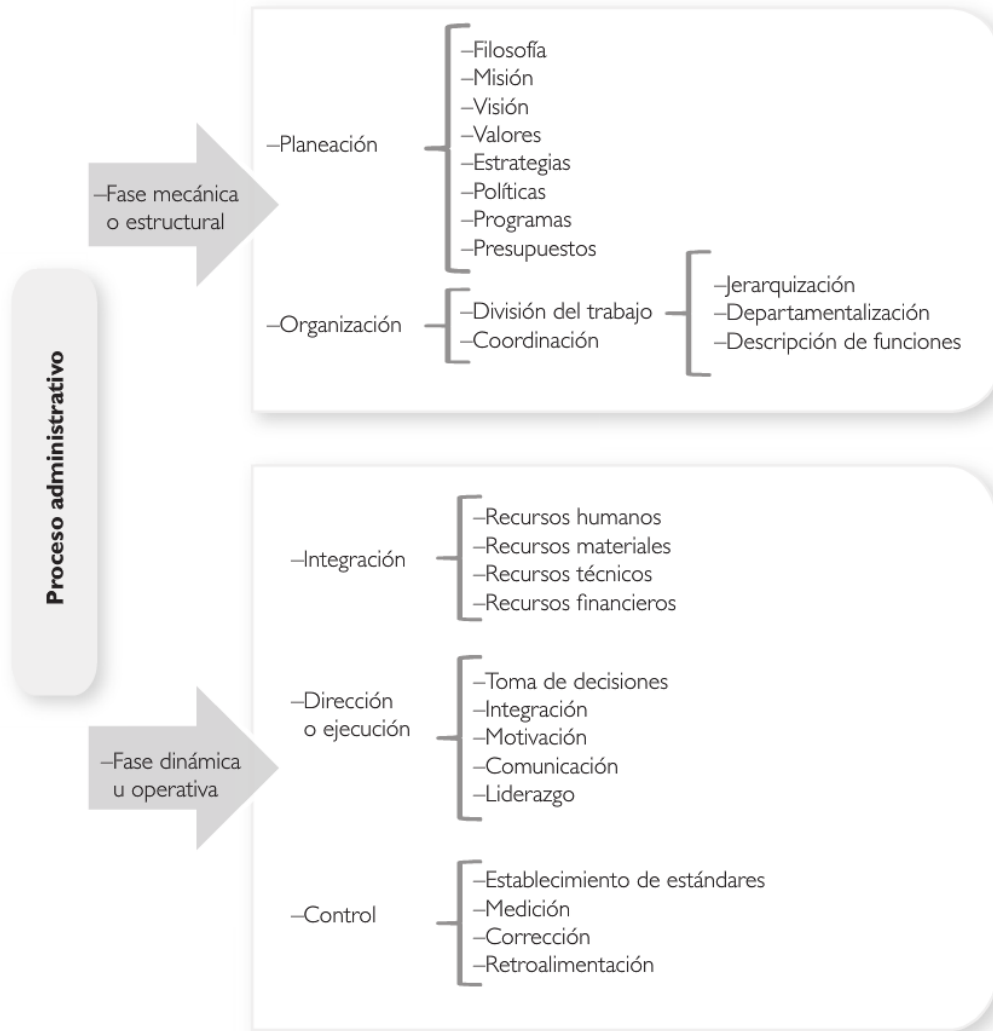 Proceso administrativo
–Fase mecánica
o estructural
–Planeación
–Filosofía
–Misión
–Visión
–Valores
–Estrategias
–Políticas
–Programas
–Presupuestos
–Organización
–División del trabajo
–Coordinación
–Jerarquización
–Departamentalización
–Descripción de funciones
–Fase dinámica
u operativa
–Integración
–Recursos humanos
–Recursos materiales
–Recursos técnicos
–Recursos financieros
–Dirección
o ejecución
–Toma de decisiones
–Integración
–Motivación
–Comunicación
–Liderazgo
–Control
–Establecimiento de estándares
–Medición
–Corrección
–Retroalimentación